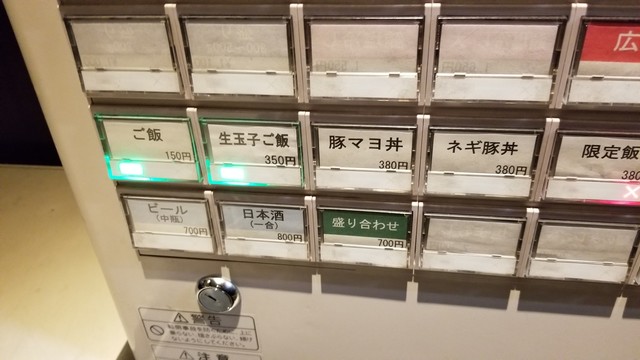 広
ご飯
150円
生玉子ご飯
350円
豚マヨ丼
380円
ネギ豚丼
380円
限定飯
380
ビール
(中瓶)
700円
日本酒
(一合)
800円
盛り合わせ
700円
警告
注意